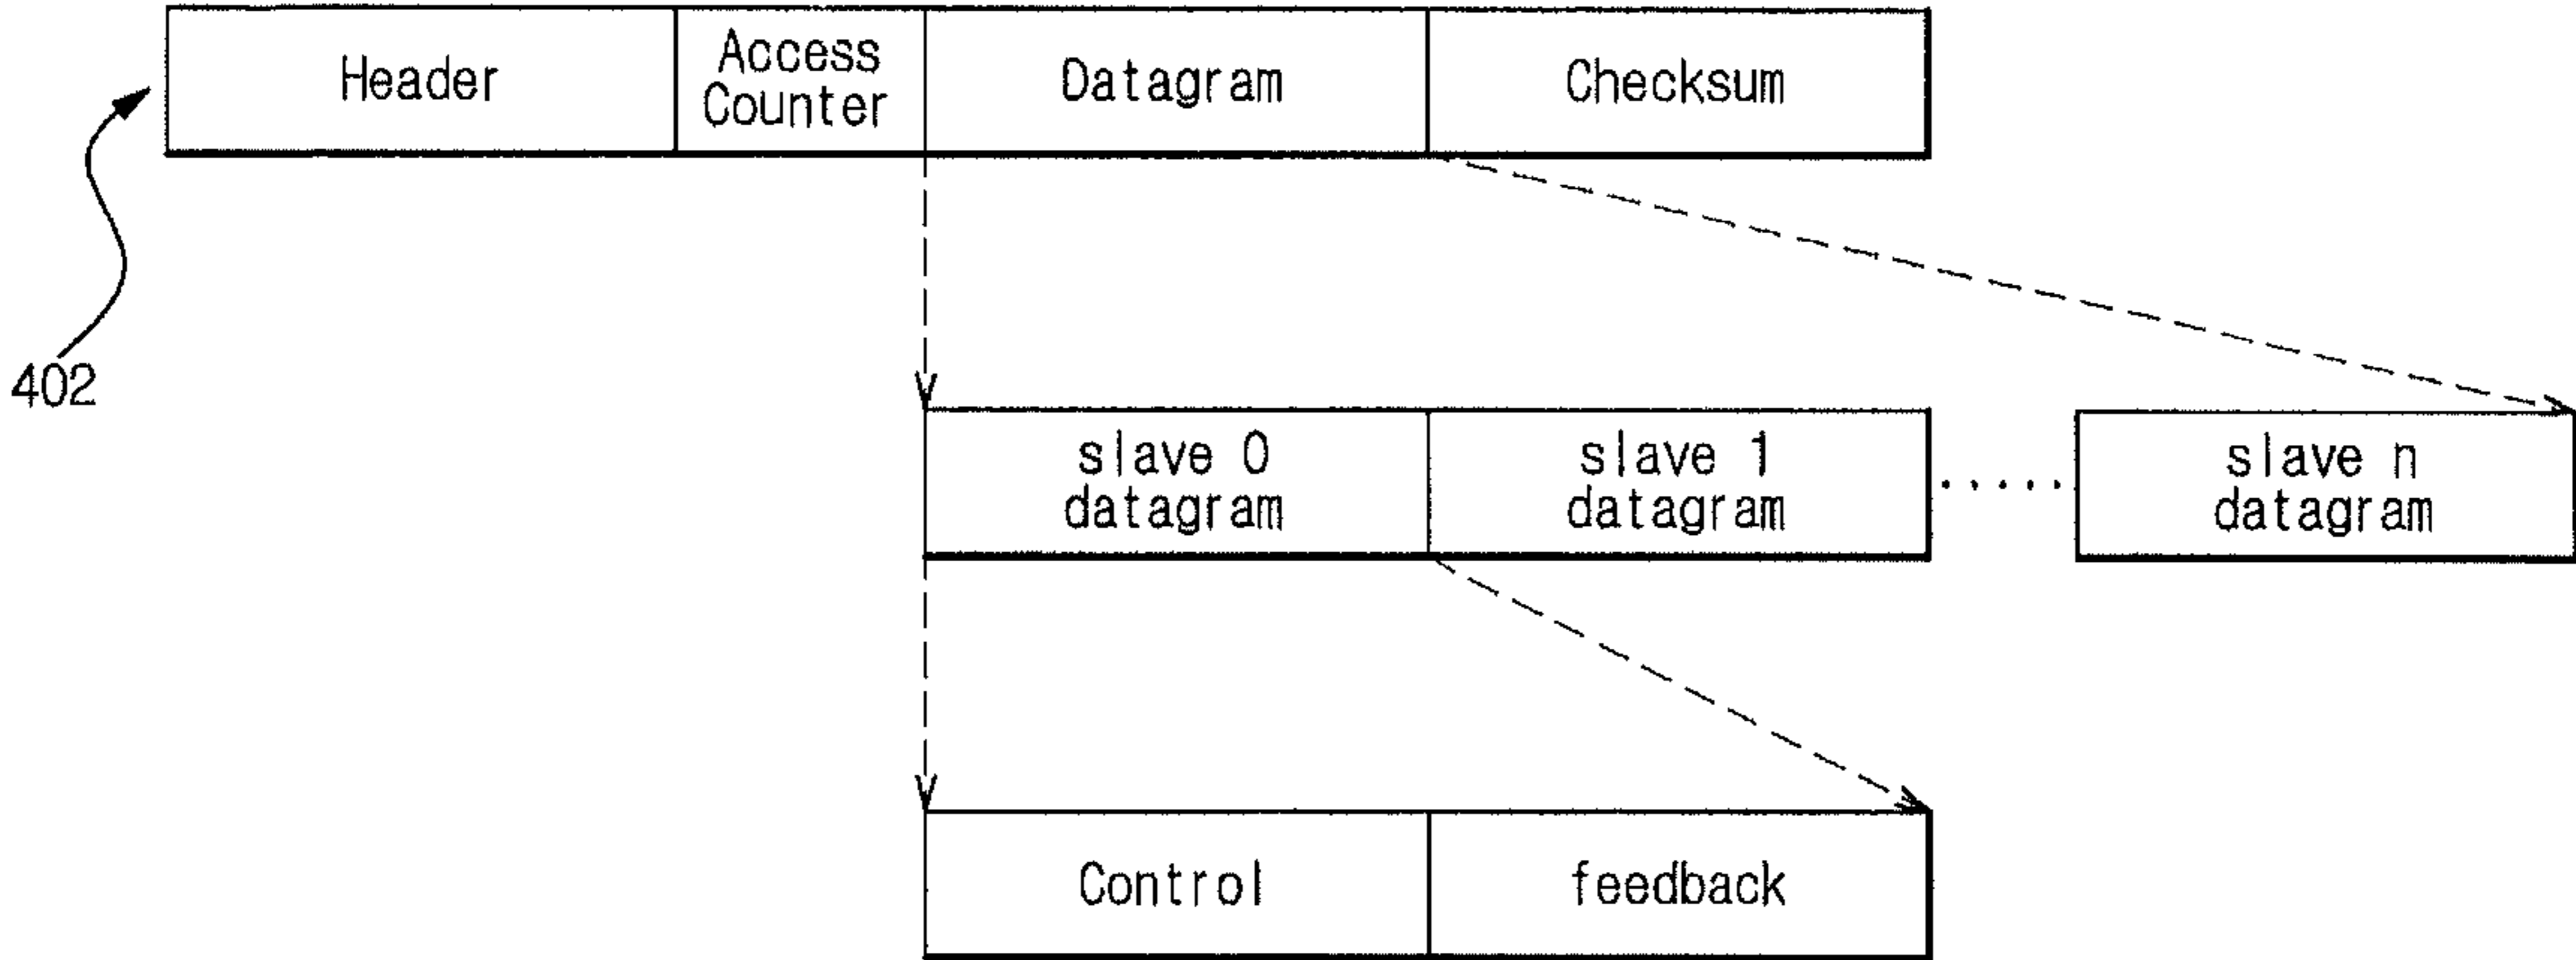 Header
Access
Counter
Datagram
Checksum
402
slave 0
datagram
slave 1
datagram
slave n
datagram
Control
feedback